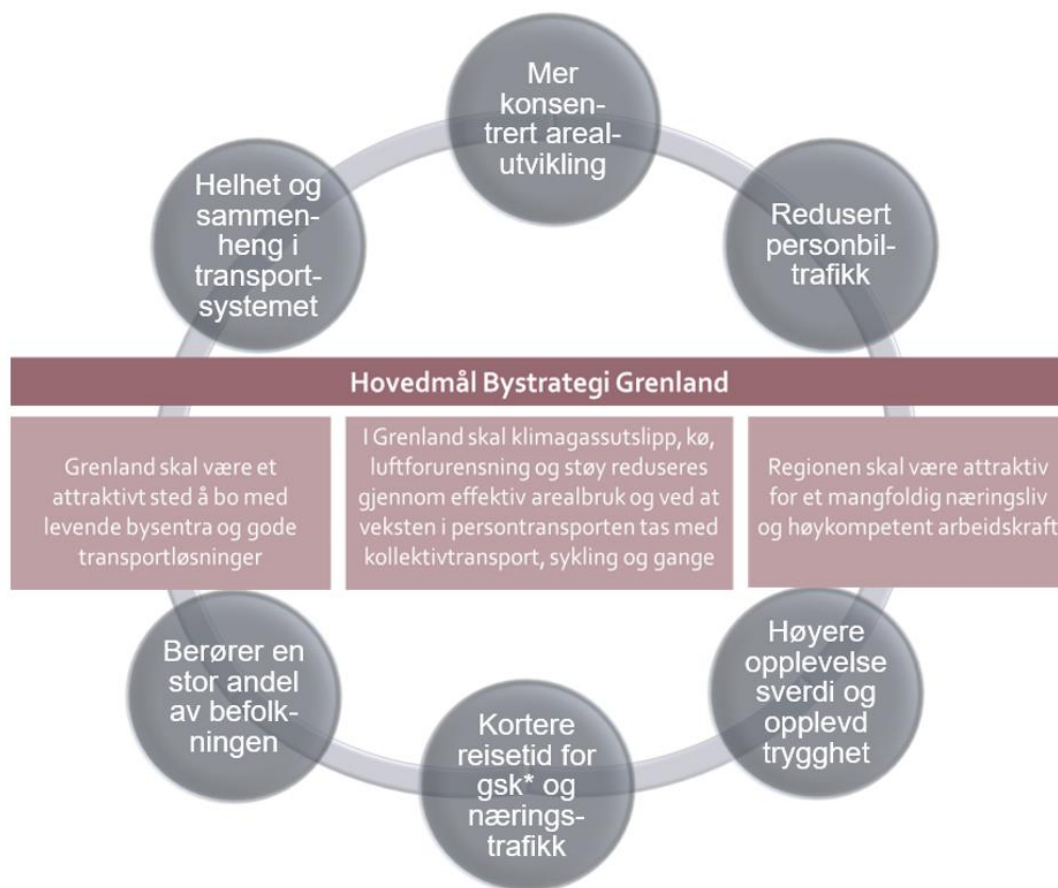 Mer
konsen-
trert areal-
utvikling
Helhet og
sammen-
heng i
transport-
systemet
Redusert
personbil-
trafikk
Hovedmål Bystrategi Grenland
Grenland skal være et
attraktivt sted å bo med
levende bysentra og gode
transportløsninger
I Grenland skal klimagassutslipp, kø,
luftforurensning og støy reduseres
gjennom effektiv arealbruk og ved at
veksten i persontransporten tas med
kollektivtransport, sykling og gange
Regionen skal være attraktiv
for et mangfoldig næringsliv
og høykompetent arbeidskraft
Berører en
stor andel
av befolk-
ningen
Kortere
reisetid for
gsk* og
nærings-
trafikk
Høyere
opplevelse
sverdi og
opplevd
trygghet